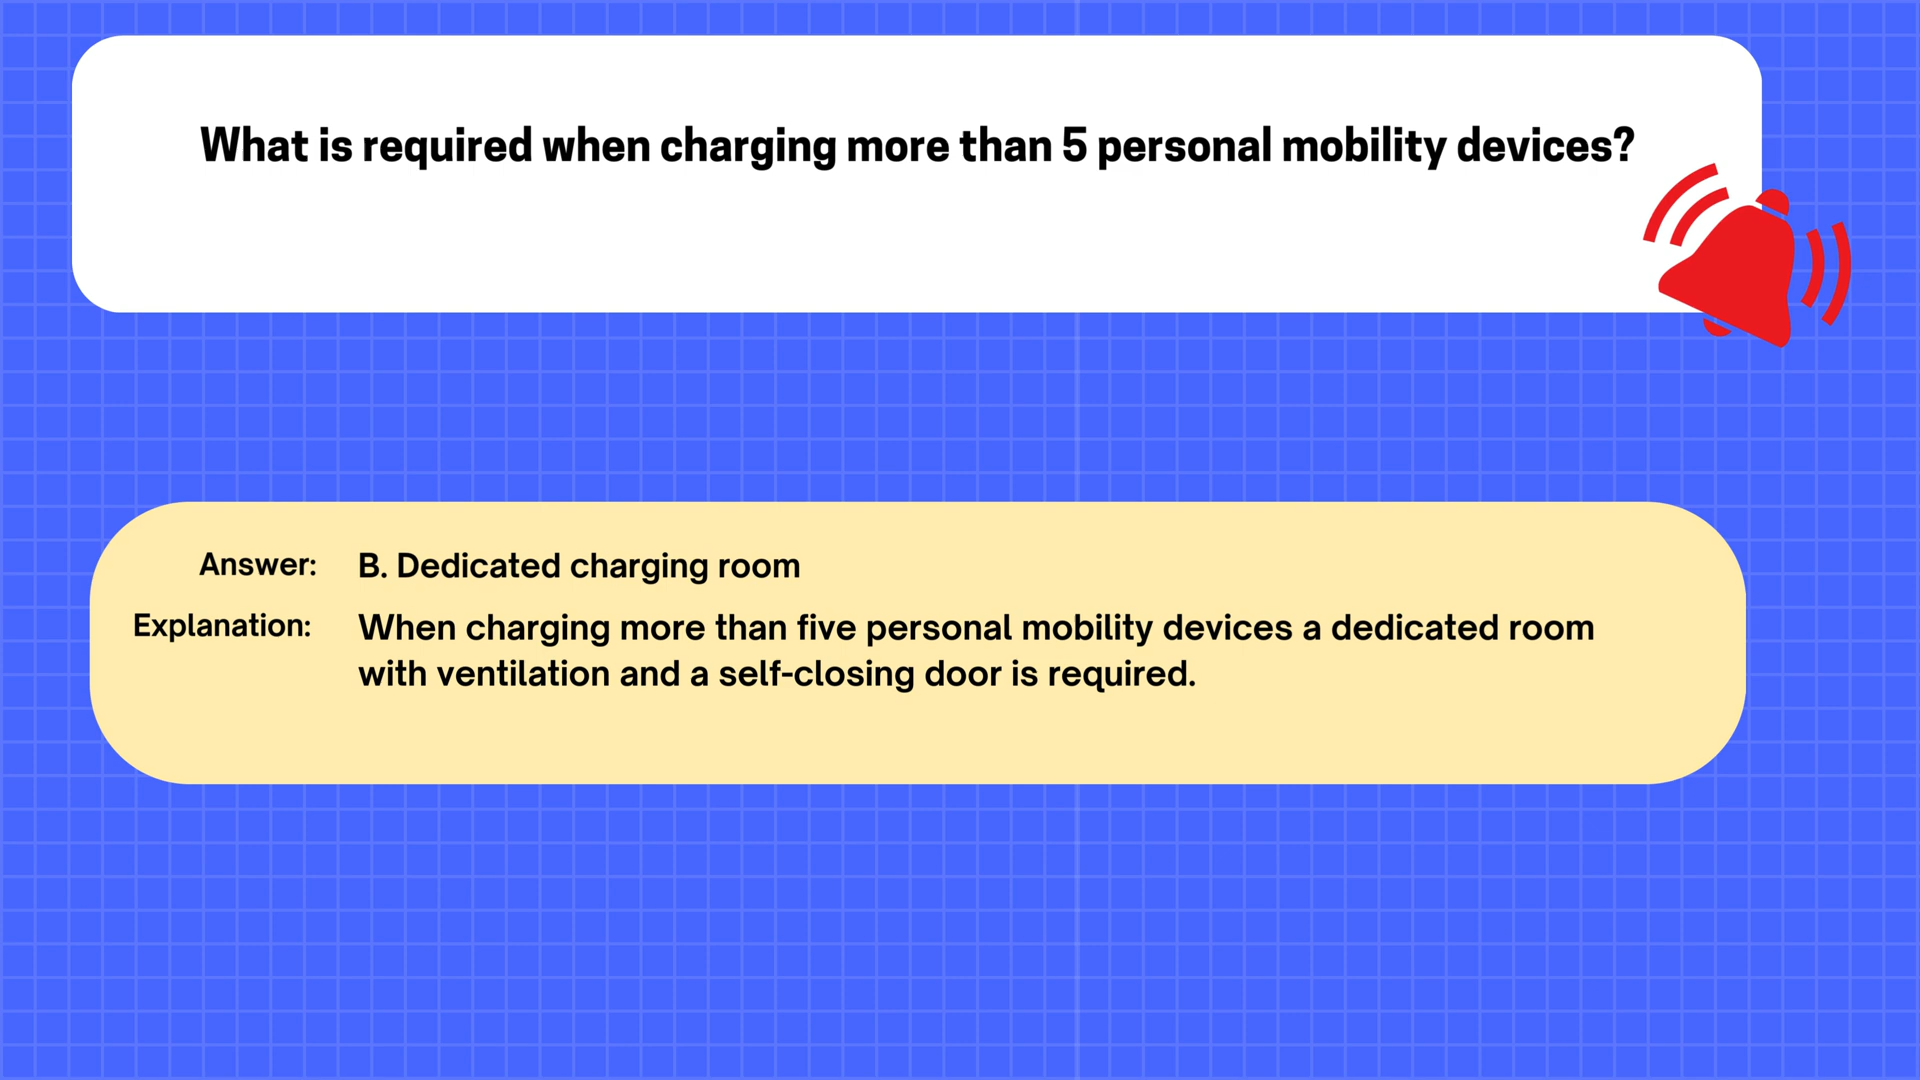 What is required when charging more than 5 personal mobility devices?
Answer: B. Dedicated charging room
Explanation: When charging more than five personal mobility devices a dedicated room
with ventilation and a self-closing door is required.